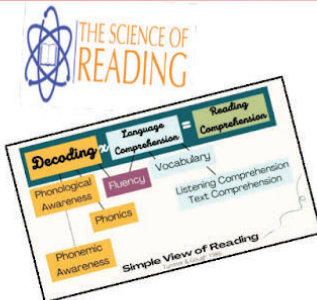 THE SCIENCE OF
READING
Decoding x Language Comprehension = Reading Comprehension
Phonological Awareness
Fluency
Vocabulary
Listening Comprehension
Text Comprehension
Phonics
Phonemic Awareness
Simple View of Reading